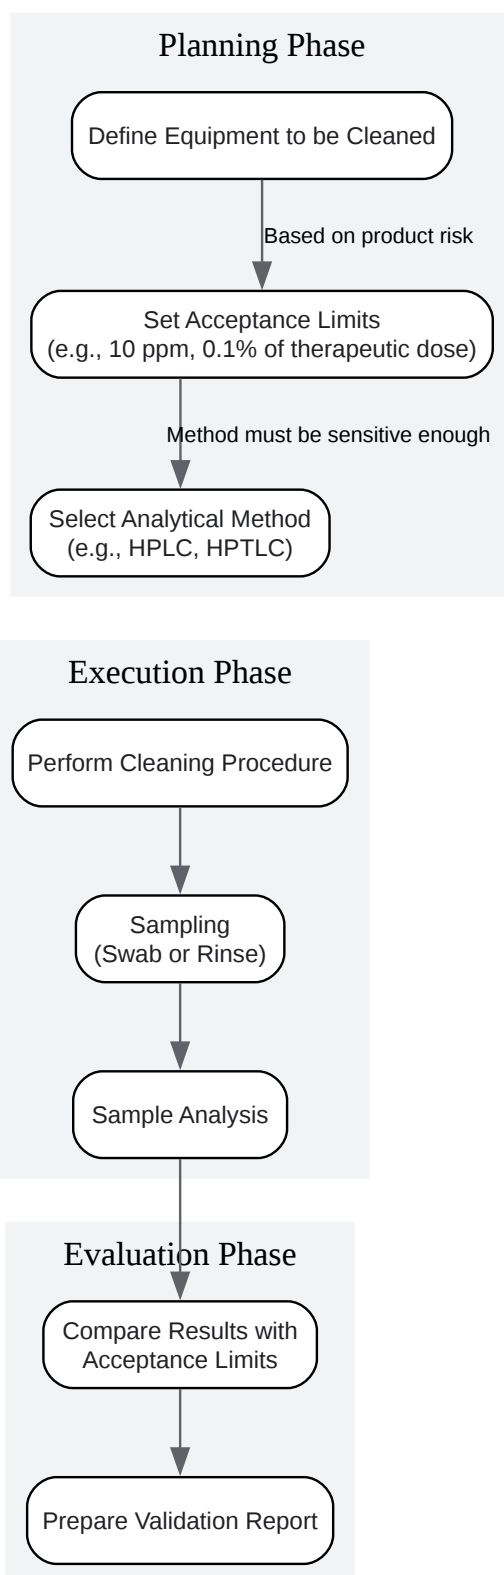 Planning Phase
Define Equipment to be Cleaned
Based on product risk
Set Acceptance Limits
(e.g., 10 ppm, 0.1% of therapeutic dose)
Method must be sensitive enough
Select Analytical Method
(e.g., HPLC, HPTLC)
Execution Phase
Perform Cleaning Procedure
Sampling
(Swab or Rinse)
Sample Analysis
Evaluation Phase
Compare Results with
Acceptance Limits
Prepare Validation Report